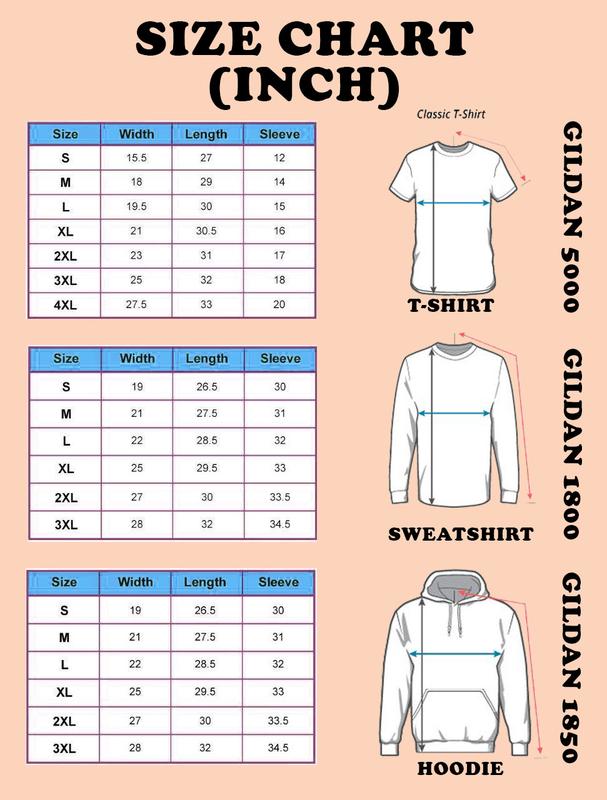 SIZE CHART
(INCH)
Classic T-Shirt
Size Width Length Sleeve
S 15.5 27 12
M 18 29 14
L 19.5 30 15
XL 21 30.5 16
2XL 23 31 17
3XL 25 32 18
4XL 27.5 33 20
T-SHIRT
GILDAN 5000
Size Width Length Sleeve
S 19 26.5 30
M 21 27.5 31
L 22 28.5 32
XL 25 29.5 33
2XL 27 30 33.5
3XL 28 32 34.5
SWEATSHIRT
GILDAN 1800
Size Width Length Sleeve
S 19 26.5 30
M 21 27.5 31
L 22 28.5 32
XL 25 29.5 33
2XL 27 30 33.5
3XL 28 32 34.5
HOODIE
GILDAN 1850